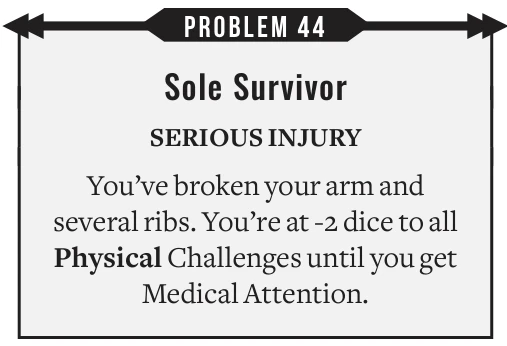 PROBLEM 44
Sole Survivor
SERIOUS INJURY
You’ve broken your arm and
several ribs. You’re at -2 dice to all
Physical Challenges until you get
Medical Attention.